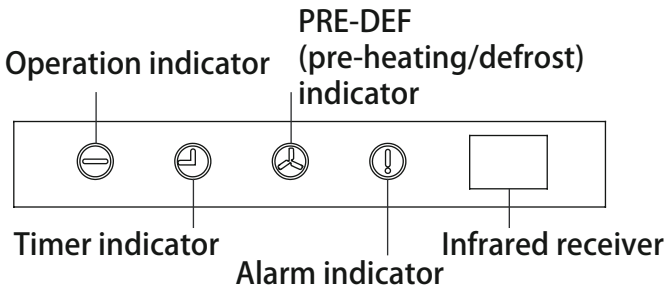 PRE-DEF
Operation indicator
(pre-heating/defrost)
indicator
Timer indicator
Infrared receiver
Alarm indicator